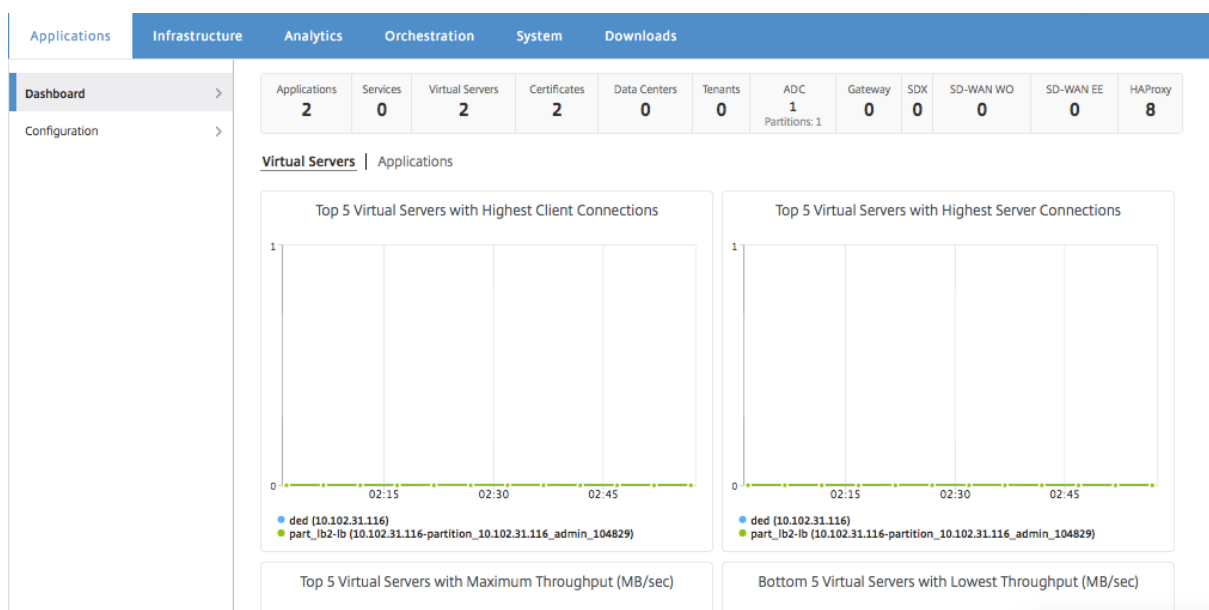 Applications Infrastructure Analytics Orchestration System Downloads
Dashboard
Configuration
Applications Services Virtual Servers Certificates Data Centers Tenants ADC Gateway SDX SD-WAN WO SD-WAN EE HAProxy
2 0 2 2 0 0 1 0 0 0 0 8
Partitions: 1
Virtual Servers | Applications
Top 5 Virtual Servers with Highest Client Connections
1
0
02:15 02:30 02:45
ded (10.102.31.116)
part_lb2-lb (10.102.31.116-partition_10.102.31.116_admin_104829)
Top 5 Virtual Servers with Highest Server Connections
1
0
02:15 02:30 02:45
ded (10.102.31.116)
part_lb2-lb (10.102.31.116-partition_10.102.31.116_admin_104829)
Top 5 Virtual Servers with Maximum Throughput (MB/sec)
Bottom 5 Virtual Servers with Lowest Throughput (MB/sec)